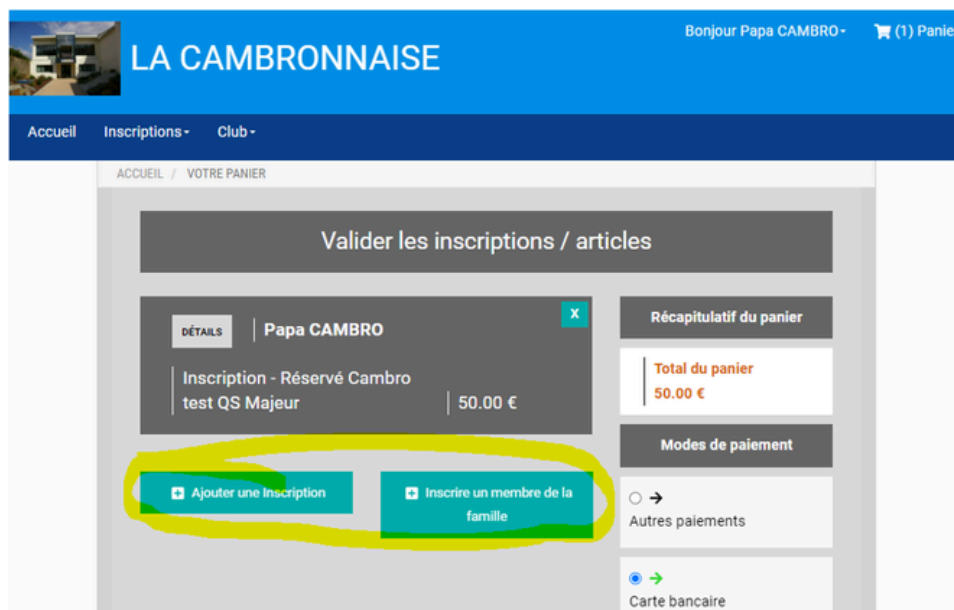 Bonjour Papa CAMBRO
(1) Panie
LA CAMBRONNAISE
Accueil Inscriptions Club
ACCUEIL / VOTRE PANIER
Valider les inscriptions / articles
X
DÉTAILS Papa CAMBRO
Inscription - Réservé Cambro
test QS Majeur 50.00 €
Ajouter une Inscription
Inscrire un membre de la
famille
Récapitulatif du panier
Total du panier
50.00 €
Modes de paiement
Autres paiements
Carte bancaire